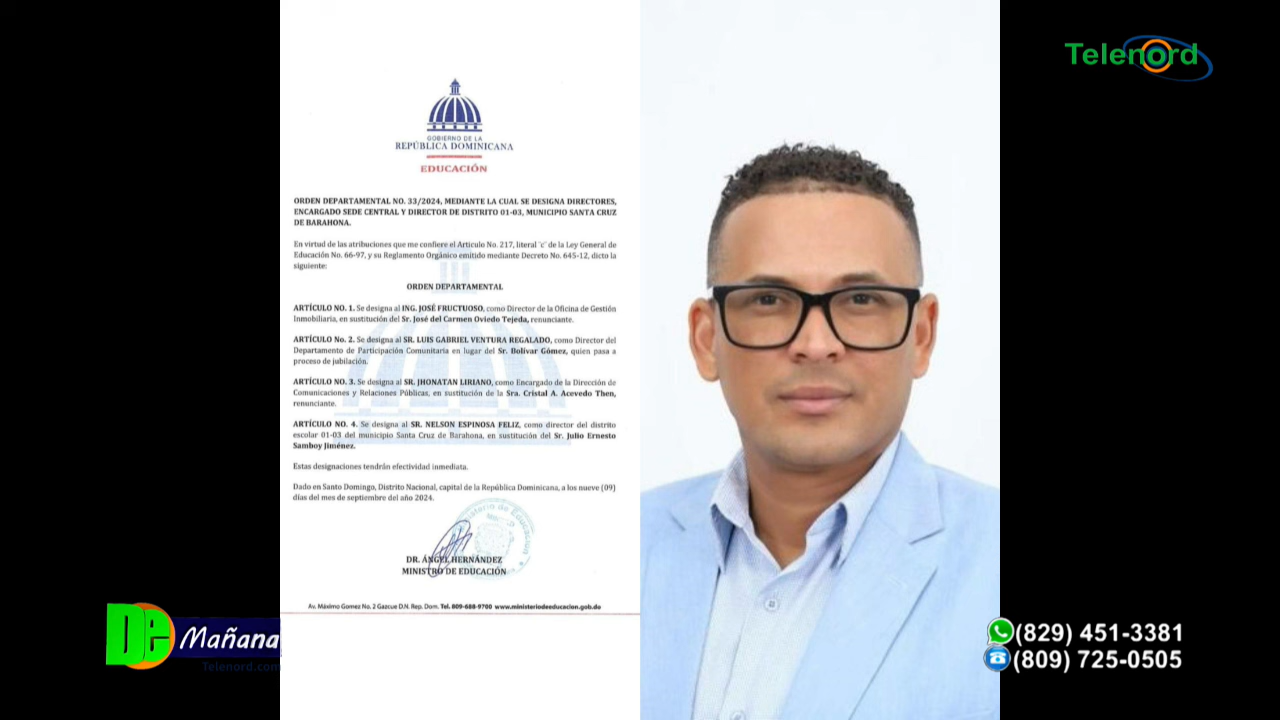 Telenord
GOBIERNO DE LA
REPÚBLICA DOMINICANA
EDUCACIÓN
ORDEN DEPARTAMENTAL NO. 33/2024, MEDIANTE LA CUAL SE DESIGNA DIRECTORES,
ENCARGADO SEDE CENTRAL Y DIRECTOR DE DISTRITO 01-03, MUNICIPIO SANTA CRUZ
DE BARAHONA.
En virtud de las atribuciones que me confiere el Artículo No. 217, literal "c" de la Ley General de
Educación No. 66-97, y su Reglamento Orgánico emitido mediante Decreto No. 645-12, dicto la
siguiente:
ORDEN DEPARTAMENTAL
ARTÍCULO NO. 1. Se designa al ING. JOSÉ FRUCTUOSO, como Director de la Oficina de Gestión
Inmobiliaria, en sustitución del Sr. José del Carmen Oviedo Tejeda, renunciante.
ARTÍCULO No. 2. Se designa al SR. LUIS GABRIEL VENTURA REGALADO, como Director del
Departamento de Participación Comunitaria en lugar del Sr. Bolívar Gómez, quien pasa a
proceso de jubilación.
ARTÍCULO NO. 3. Se designa al SR. JHONATAN LIRIANO, como Encargado de la Dirección de
Comunicaciones y Relaciones Públicas, en sustitución de la Sra. Cristal A. Acevedo Then,
renunciante.
ARTÍCULO NO. 4. Se designa al SR. NELSON ESPINOSA FELIZ, como director del distrito
escolar 01-03 del municipio Santa Cruz de Barahona, en sustitución del Sr. Julio Ernesto
Samboy Jiménez.
Estas designaciones tendrán efectividad inmediata.
Dado en Santo Domingo, Distrito Nacional, capital de la República Dominicana, a los nueve (09)
días del mes de septiembre del año 2024.
Ministerio de Educación
DR. ÁNGEL HERNÁNDEZ
MINISTRO DE EDUCACIÓN
Av. Máximo Gomez No. 2 Gazcue D.N. Rep. Dom. Tel. 809-688-9700 www.ministeriodeeducacion.gob.do
De Mañana
Telenord.com
(829) 451-3381
(809) 725-0505